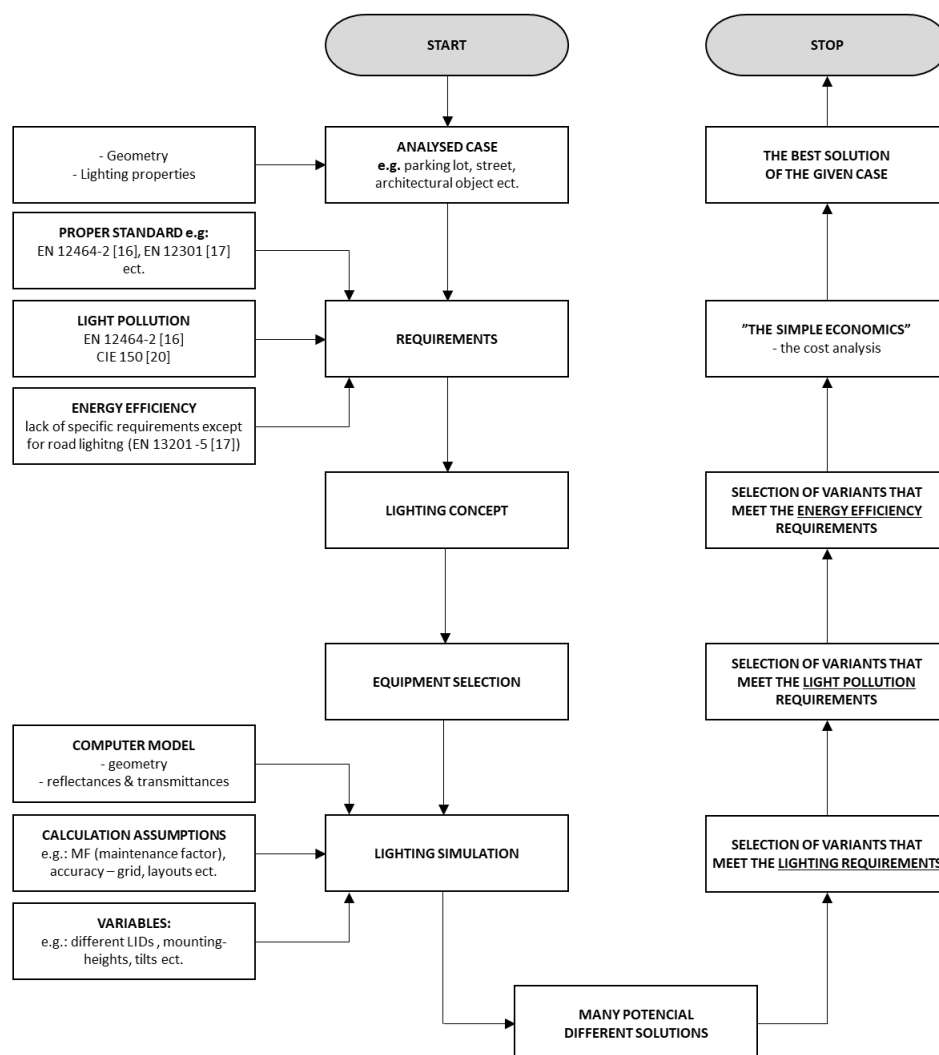 START
STOP
- Geometry
- Lighting properties
ANALYSED CASE
e.g. parking lot, street,
architectural object ect.
THE BEST SOLUTION
OF THE GIVEN CASE
PROPER STANDARD e.g:
EN 12464-2 [16], EN 12301 [17]
ect.
LIGHT POLLUTION
EN 12464-2 [16]
CIE 150 [20]
REQUIREMENTS
"THE SIMPLE ECONOMICS"
- the cost analysis
ENERGY EFFICIENCY
lack of specific requirements except
for road lighitng (EN 13201 -5 [17])
LIGHTING CONCEPT
SELECTION OF VARIANTS THAT
MEET THE ENERGY EFFICIENCY
REQUIREMENTS
EQUIPMENT SELECTION
SELECTION OF VARIANTS THAT
MEET THE LIGHT POLLUTION
REQUIREMENTS
COMPUTER MODEL
- geometry
- reflectances & transmittances
CALCULATION ASSUMPTIONS
e.g.: MF (maintenance factor),
accuracy – grid, layouts ect.
LIGHTING SIMULATION
SELECTION OF VARIANTS THAT
MEET THE LIGHTING REQUIREMENTS
VARIABLES:
e.g.: different LIDs , mounting-
heights, tilts ect.
MANY POTENCIAL
DIFFERENT SOLUTIONS